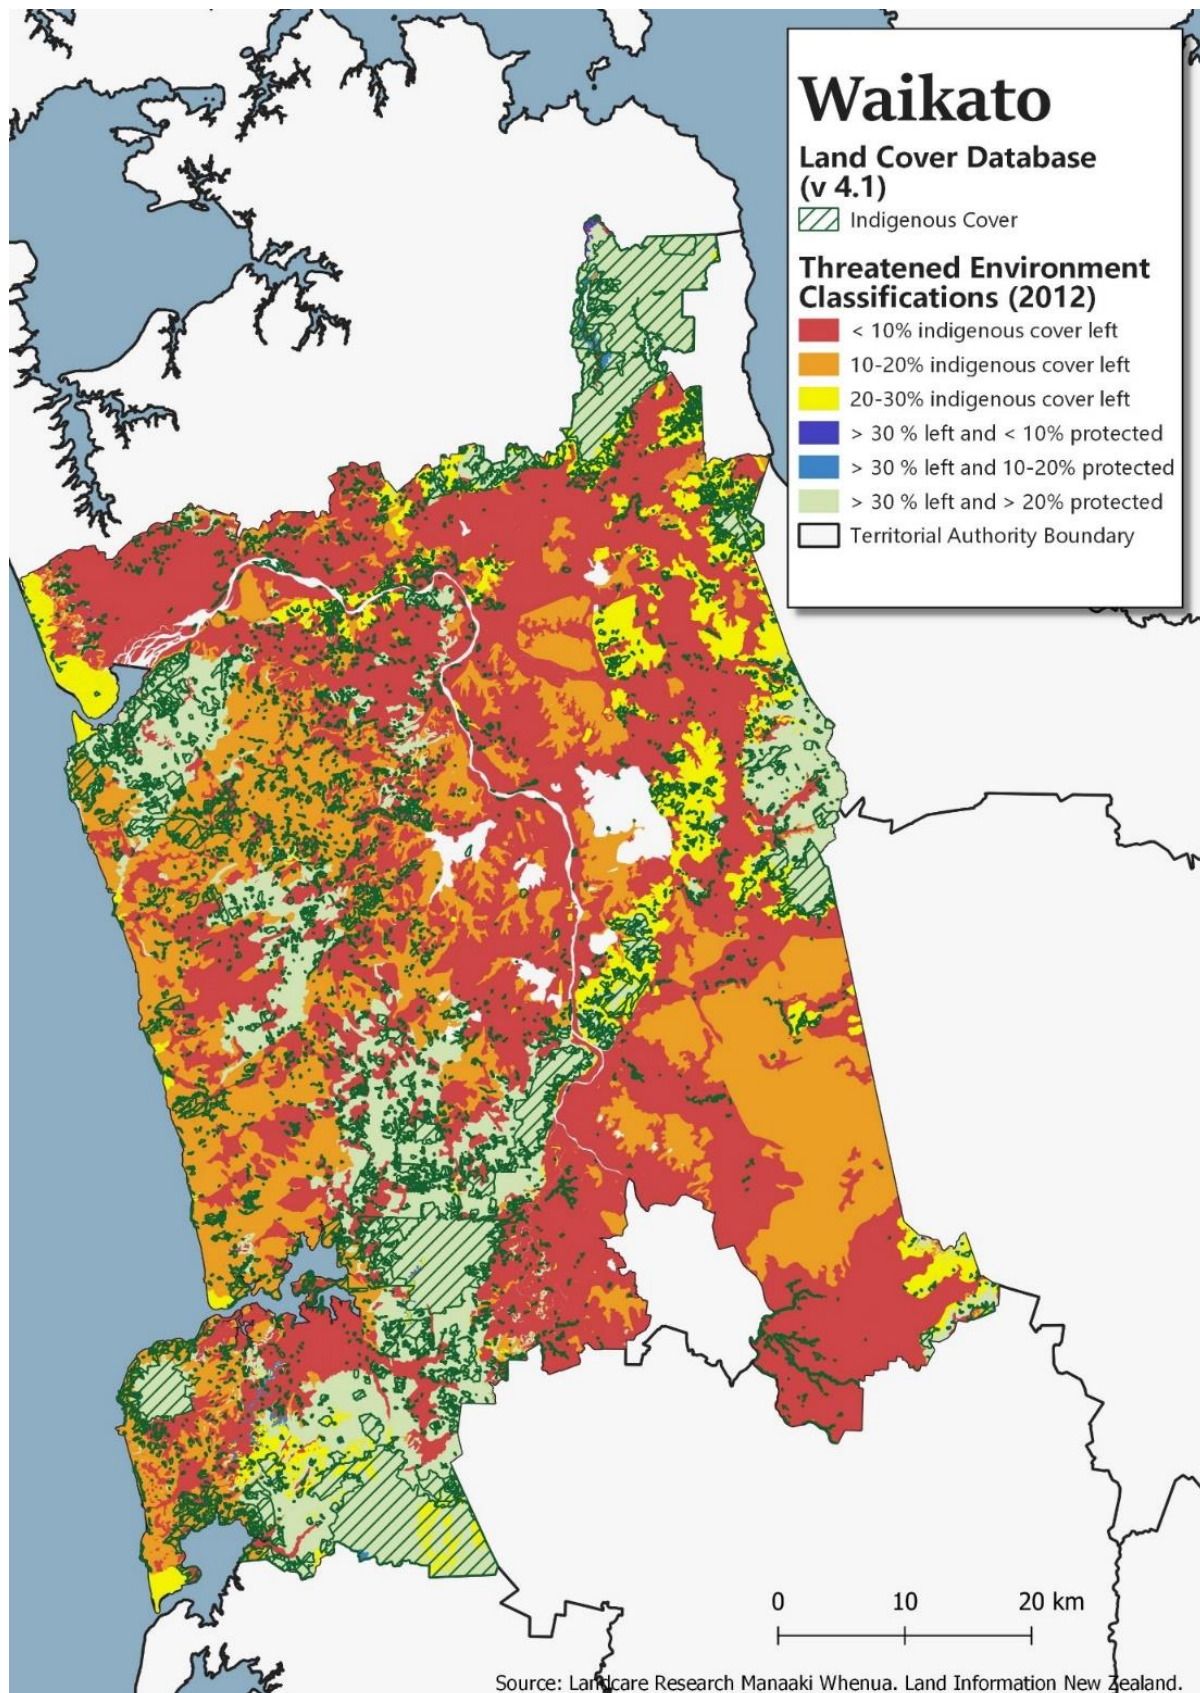 Waikato
Land Cover Database
(v 4.1)
Indigenous Cover
Threatened Environment
Classifications (2012)
< 10% indigenous cover left
10-20% indigenous cover left
20-30% indigenous cover left
> 30 % left and < 10% protected
> 30 % left and 10-20% protected
> 30 % left and > 20% protected
Territorial Authority Boundary
0 10 20 km
Source: Landcare Research Manaaki Whenua. Land Information New Zealand.